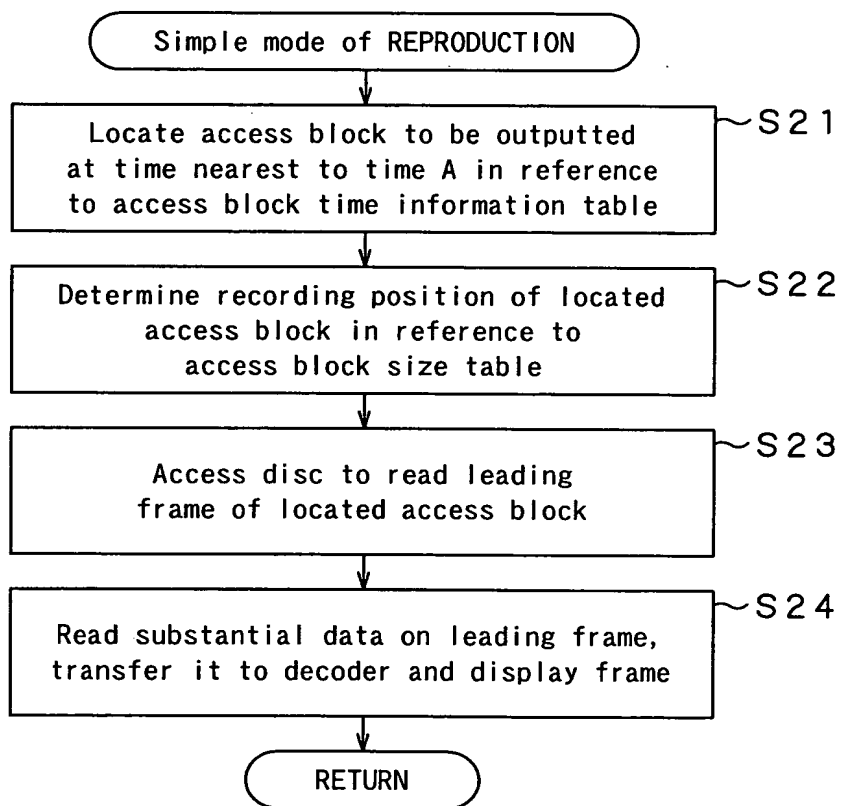 Simple mode of REPRODUCTION
S21
Locate access block to be outputted
at time nearest to time A in reference
to access block time information table
S22
Determine recording position of located
access block in reference to
access block size table
S23
Access disc to read leading
frame of located access block
S24
Read substantial data on leading frame,
transfer it to decoder and display frame
RETURN